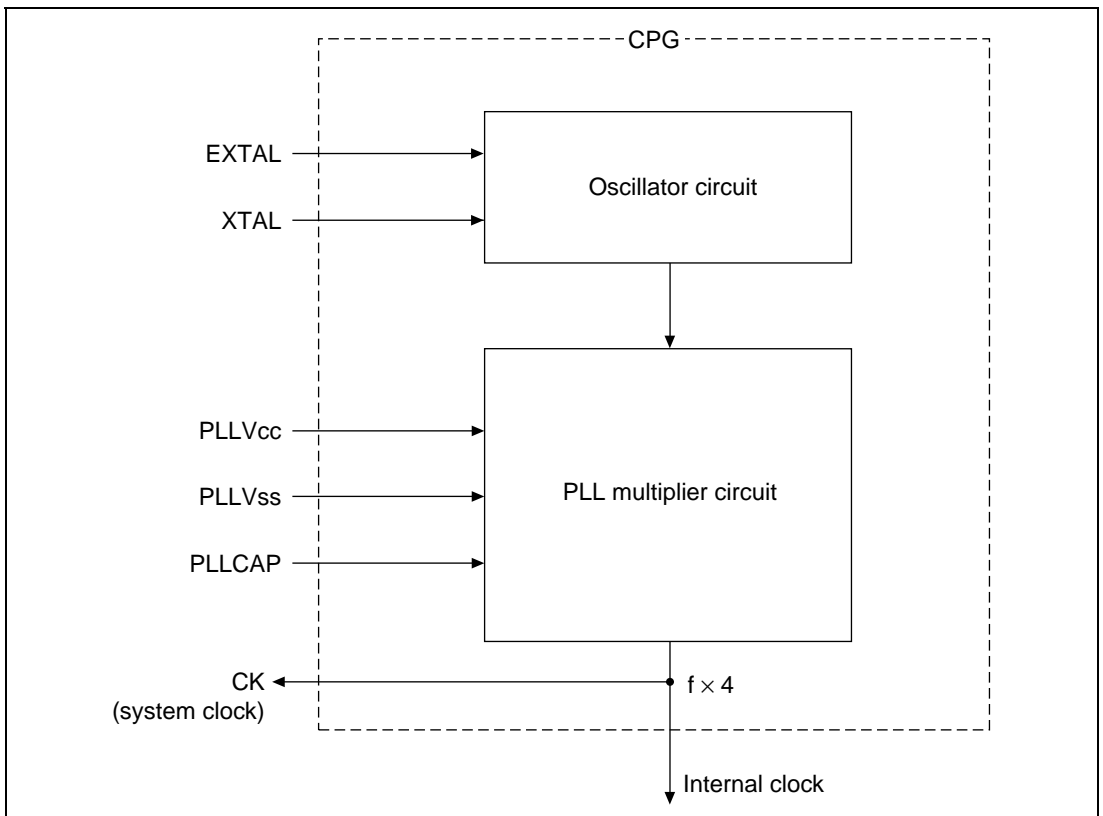 CPG
EXTAL
Oscillator circuit
XTAL
PLLVcc
PLLVss
PLL multiplier circuit
PLLCAP
CK
(system clock)
f × 4
Internal clock